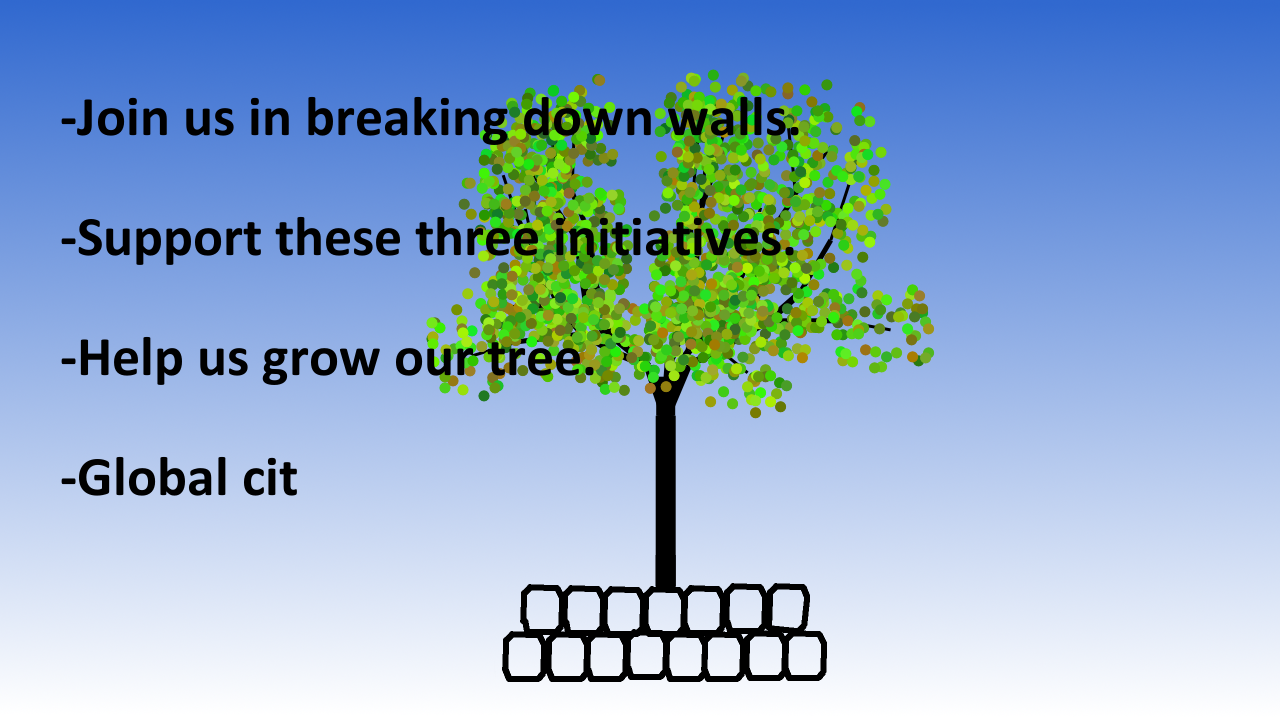 -Join us in breaking down walls.
-Support these three initiatives.
-Help us grow our tree.
-Global cit